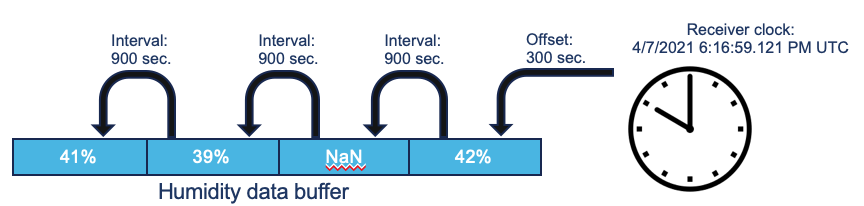 Receiver clock:
4/7/2021 6:16:59.121 PM UTC
Interval:
900 sec.
Interval:
900 sec.
Interval:
900 sec.
Offset:
300 sec.
41%
39%
NaN
42%
Humidity data buffer